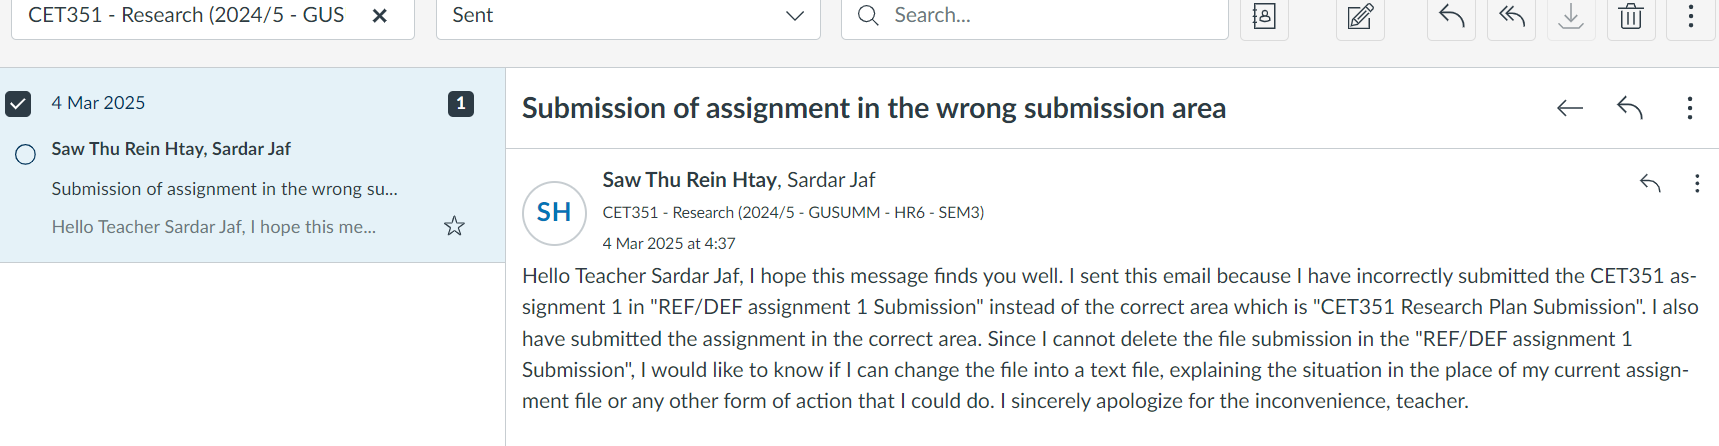 CET351 - Research (2024/5 - GUS
Sent
Search...
4 Mar 2025
1
Saw Thu Rein Htay, Sardar Jaf
Submission of assignment in the wrong su...
Hello Teacher Sardar Jaf, I hope this me...
Submission of assignment in the wrong submission area
SH
Saw Thu Rein Htay, Sardar Jaf
CET351 - Research (2024/5 - GUSUMM - HR6 - SEM3)
4 Mar 2025 at 4:37
Hello Teacher Sardar Jaf, I hope this message finds you well. I sent this email because I have incorrectly submitted the CET351 as-
signment 1 in "REF/DEF assignment 1 Submission" instead of the correct area which is "CET351 Research Plan Submission". I also
have submitted the assignment in the correct area. Since I cannot delete the file submission in the "REF/DEF assignment 1
Submission", I would like to know if I can change the file into a text file, explaining the situation in the place of my current assign-
ment file or any other form of action that I could do. I sincerely apologize for the inconvenience, teacher.